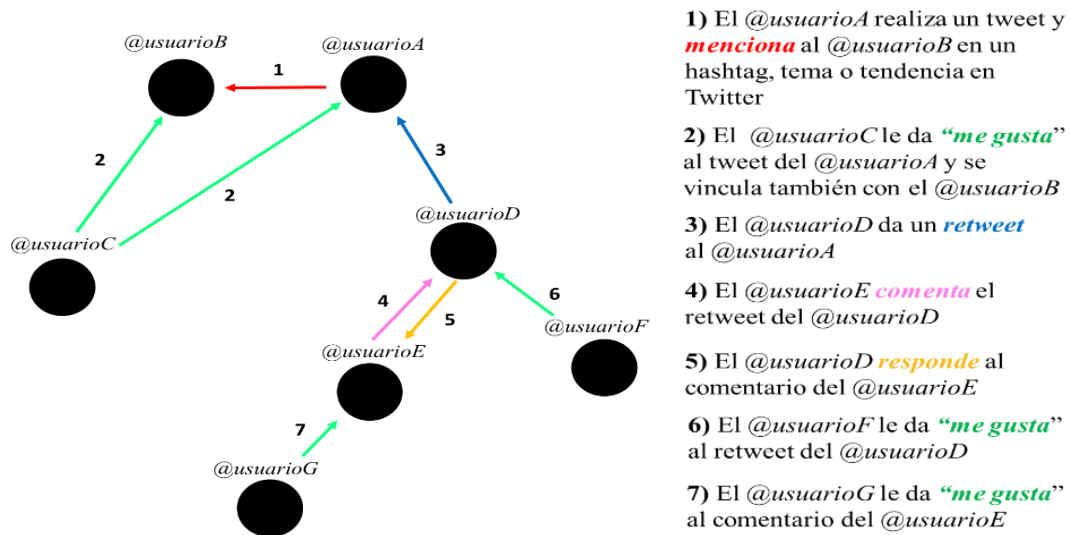 @usuarioB
@usuarioA
1
2
3
2
@usuarioD
@usuarioC
4
5
6
@usuarioF
@usuarioE
7
@usuarioG
1) El @usuarioA realiza un tweet y
menciona al @usuarioB en un
hashtag, tema o tendencia en
Twitter
2) El @usuarioC le da “me gusta”
al tweet del @usuarioA y se
vincula también con el @usuarioB
3) El @usuarioD da un retweet
al @usuarioA
4) El @usuarioE comenta el
retweet del @usuarioD
5) El @usuarioD responde al
comentario del @usuarioE
6) El @usuarioF le da “me gusta”
al retweet del @usuarioD
7) El @usuarioG le da “me gusta”
al comentario del @usuarioE